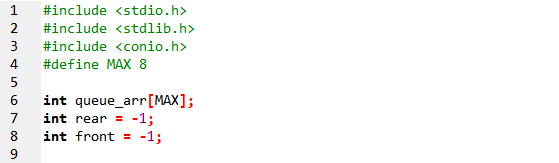 1 #include <stdio.h>
2 #include <stdlib.h>
3 #include <conio.h>
4 #define MAX 8
5
6 int queue_arr[MAX];
7 int rear = -1;
8 int front = -1;
9